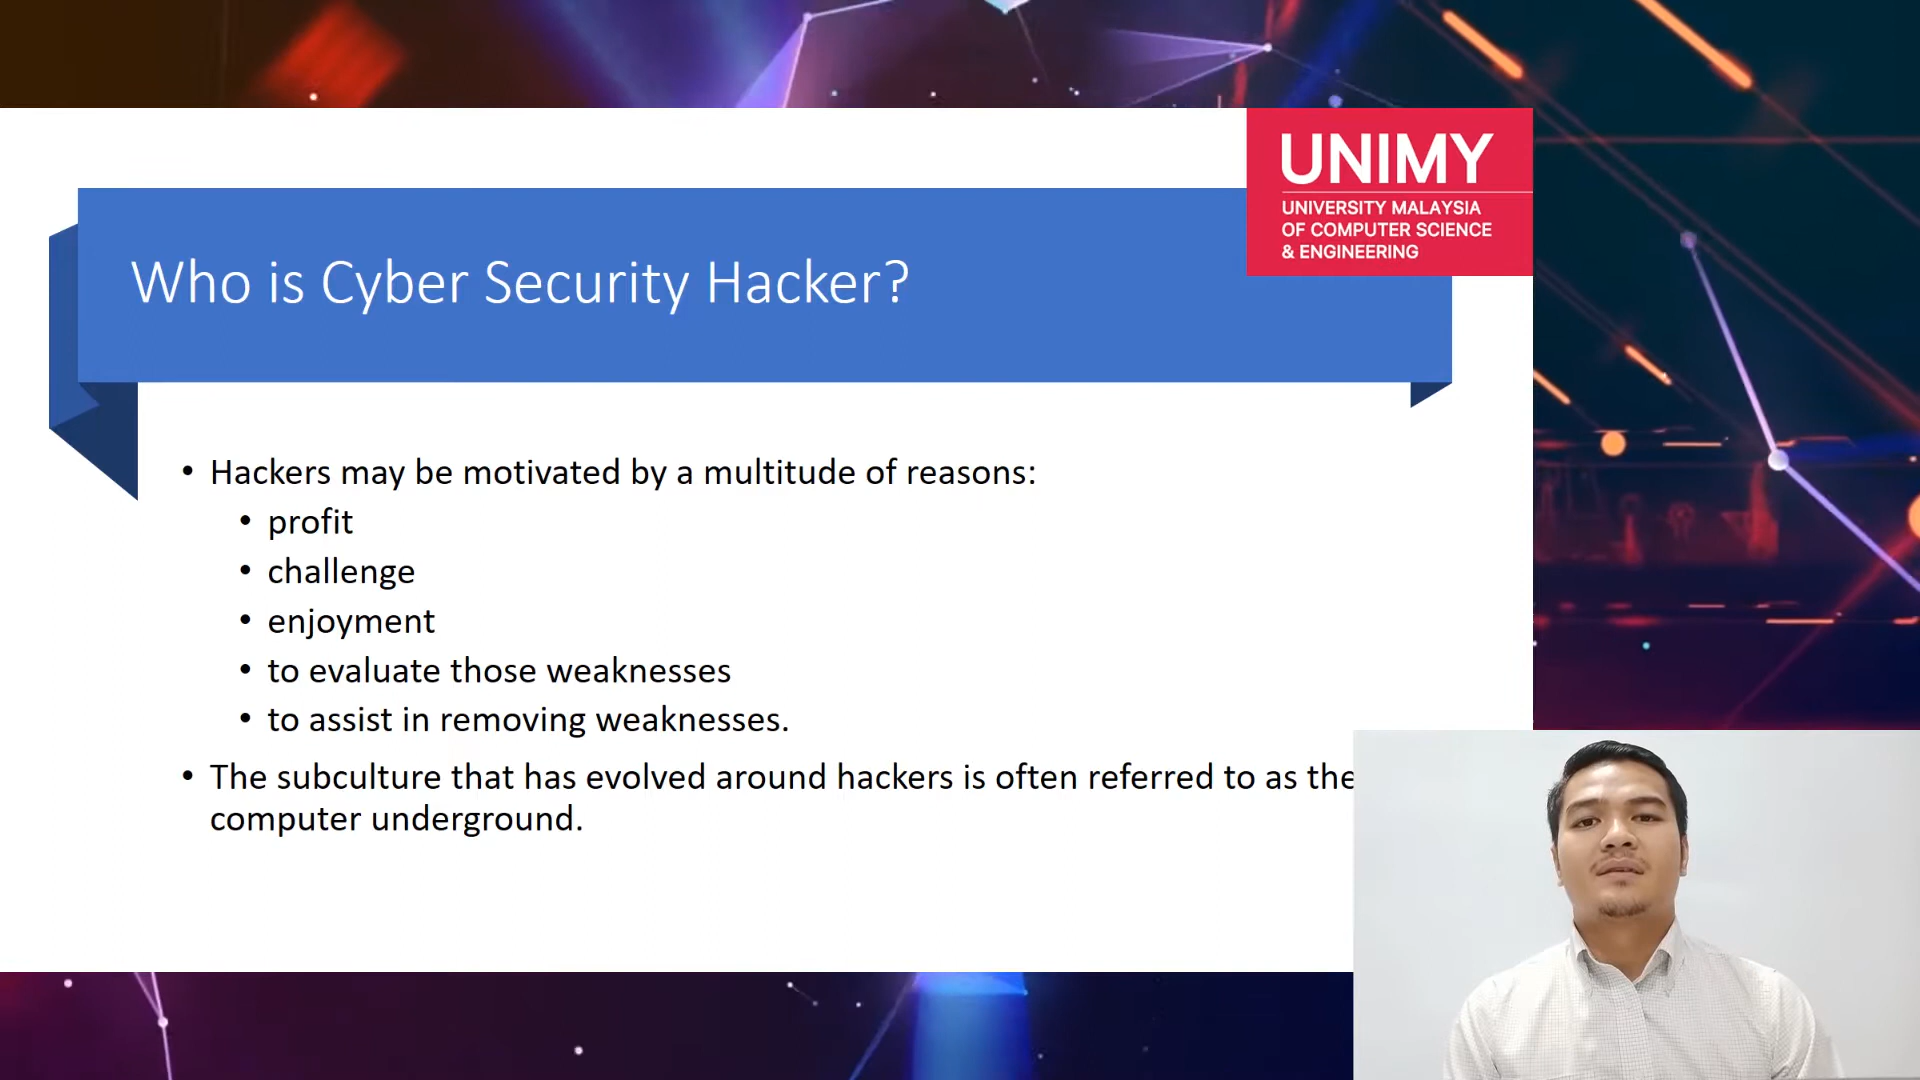 UNIMY
UNIVERSITY MALAYSIA
OF COMPUTER SCIENCE
& ENGINEERING
Who is Cyber Security Hacker?
• Hackers may be motivated by a multitude of reasons:
• profit
• challenge
• enjoyment
• to evaluate those weaknesses
• to assist in removing weaknesses.
• The subculture that has evolved around hackers is often referred to as the
computer underground.